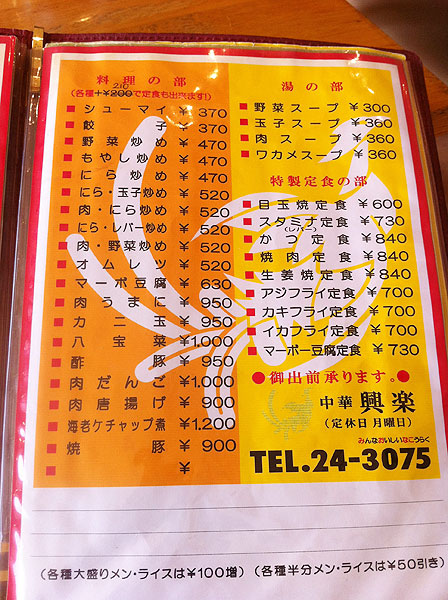 料理の部
210
(各種+¥200で定食も出来ます!)
シューマイ ¥370
餃子 ¥370
野菜炒め ¥470
もやし炒め ¥470
にら炒め ¥470
にら・玉子炒め ¥520
肉・にら炒め ¥520
にら・レバー炒め ¥520
肉・野菜炒め ¥520
オムレツ ¥520
マーボ豆腐 ¥630
肉うまに ¥950
カニ玉 ¥950
八宝菜 ¥1.000
酢豚 ¥950
肉だんご ¥1.000
肉唐揚げ ¥900
海老ケチャップ煮 ¥1.200
焼豚 ¥900
¥
湯の部
野菜スープ ¥300
玉子スープ ¥360
肉スープ ¥360
ワカメスープ ¥360
特製定食の部
目玉焼定食 ¥600
スタミナ定食 ¥730
(レバー)
かつ定食 ¥840
焼肉定食 ¥840
生姜焼定食 ¥840
アジフライ定食 ¥700
カキフライ定食 ¥700
イカフライ定食 ¥700
マーボー豆腐定食 ¥730
●御出前承ります。●
中華 興楽
(定休日 月曜日)
みんなおいしいなこうらく
TEL.24-3075
(各種大盛りメン・ライスは¥100増) (各種半分メン・ライスは¥50引き)